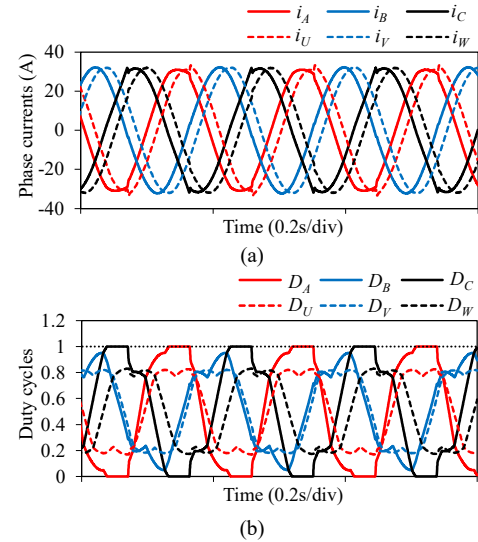 i_A i_B i_C
i_U i_V i_W
40
20
0
-20
-40
Phase currents (A)
Time (0.2s/div)
(a)
D_A D_B D_C
D_U D_V D_W
1.2
1
0.8
0.6
0.4
0.2
0
Duty cycles
Time (0.2s/div)
(b)